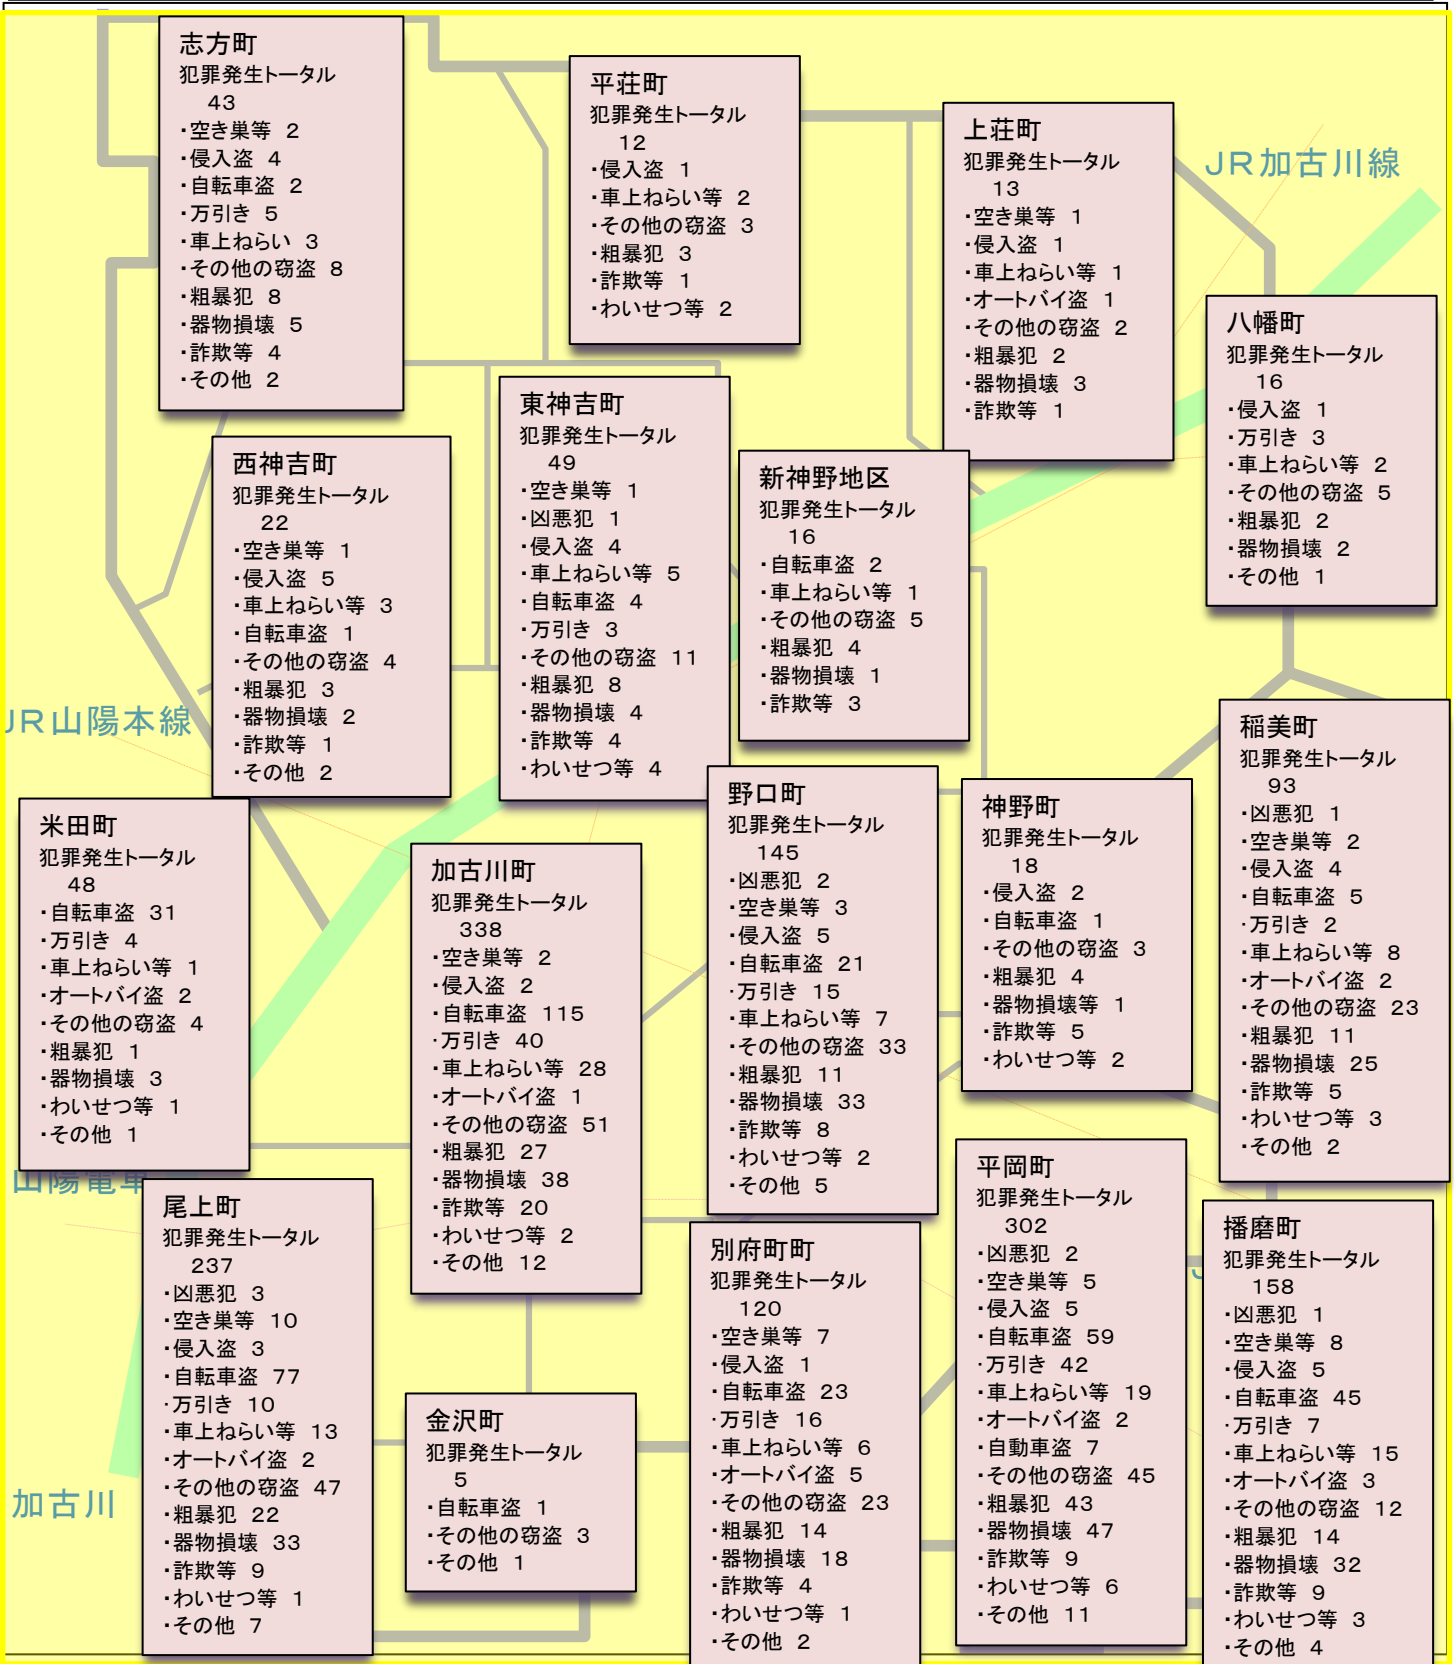 志方町
犯罪発生トータル
43
・空き巣等 2
・侵入盗 4
・自転車盗 2
・万引き 5
・車上ねらい 3
・その他の窃盗 8
・粗暴犯 8
・器物損壊 5
・詐欺等 4
・その他 2
平荘町
犯罪発生トータル
12
・侵入盗 1
・車上ねらい等 2
・その他の窃盗 3
・粗暴犯 3
・詐欺等 1
・わいせつ等 2
上荘町
犯罪発生トータル
13
・空き巣等 1
・侵入盗 1
・車上ねらい等 1
・オートバイ盗 1
・その他の窃盗 2
・粗暴犯 2
・器物損壊 3
・詐欺等 1
JR加古川線
八幡町
犯罪発生トータル
16
・侵入盗 1
・万引き 3
・車上ねらい等 2
・その他の窃盗 5
・粗暴犯 2
・器物損壊 2
・その他 1
西神吉町
犯罪発生トータル
22
・空き巣等 1
・侵入盗 5
・車上ねらい等 3
・自転車盗 1
・その他の窃盗 4
・粗暴犯 3
・器物損壊 2
・詐欺等 1
・その他 2
東神吉町
犯罪発生トータル
49
・空き巣等 1
・凶悪犯 1
・侵入盗 4
・車上ねらい等 5
・自転車盗 4
・万引き 3
・その他の窃盗 11
・粗暴犯 8
・器物損壊 4
・詐欺等 4
・わいせつ等 4
新神野地区
犯罪発生トータル
16
・自転車盗 2
・車上ねらい等 1
・その他の窃盗 5
・粗暴犯 4
・器物損壊 1
・詐欺等 3
JR山陽本線
米田町
犯罪発生トータル
48
・自転車盗 31
・万引き 4
・車上ねらい等 1
・オートバイ盗 2
・その他の窃盗 4
・粗暴犯 1
・器物損壊 3
・わいせつ等 1
・その他 1
加古川町
犯罪発生トータル
338
・空き巣等 2
・侵入盗 2
・自転車盗 115
・万引き 40
・車上ねらい等 28
・オートバイ盗 1
・その他の窃盗 51
・粗暴犯 27
・器物損壊 38
・詐欺等 20
・わいせつ等 2
・その他 12
野口町
犯罪発生トータル
145
・凶悪犯 2
・空き巣等 3
・侵入盗 5
・自転車盗 21
・万引き 15
・車上ねらい等 7
・その他の窃盗 33
・粗暴犯 11
・器物損壊 33
・詐欺等 8
・わいせつ等 2
・その他 5
神野町
犯罪発生トータル
18
・侵入盗 2
・自転車盗 1
・その他の窃盗 3
・粗暴犯 4
・器物損壊等 1
・詐欺等 5
・わいせつ等 2
稲美町
犯罪発生トータル
93
・凶悪犯 1
・空き巣等 2
・侵入盗 4
・自転車盗 5
・万引き 2
・車上ねらい等 8
・オートバイ盗 2
・その他の窃盗 23
・粗暴犯 11
・器物損壊 25
・詐欺等 5
・わいせつ等 3
・その他 2
山陽電車
尾上町
犯罪発生トータル
237
・凶悪犯 3
・空き巣等 10
・侵入盗 3
・自転車盗 77
・万引き 10
・車上ねらい等 13
・オートバイ盗 2
・その他の窃盗 47
・粗暴犯 22
・器物損壊 33
・詐欺等 9
・わいせつ等 1
・その他 7
加古川
金沢町
犯罪発生トータル
5
・自転車盗 1
・その他の窃盗 3
・その他 1
別府町町
犯罪発生トータル
120
・空き巣等 7
・侵入盗 1
・自転車盗 23
・万引き 16
・車上ねらい等 6
・オートバイ盗 5
・その他の窃盗 23
・粗暴犯 14
・器物損壊 18
・詐欺等 4
・わいせつ等 1
・その他 2
平岡町
犯罪発生トータル
302
・凶悪犯 2
・空き巣等 5
・侵入盗 5
・自転車盗 59
・万引き 42
・車上ねらい等 19
・オートバイ盗 2
・自動車盗 7
・その他の窃盗 45
・粗暴犯 43
・器物損壊 47
・詐欺等 9
・わいせつ等 6
・その他 11
播磨町
犯罪発生トータル
158
・凶悪犯 1
・空き巣等 8
・侵入盗 5
・自転車盗 45
・万引き 7
・車上ねらい等 15
・オートバイ盗 3
・その他の窃盗 12
・粗暴犯 14
・器物損壊 32
・詐欺等 9
・わいせつ等 3
・その他 4